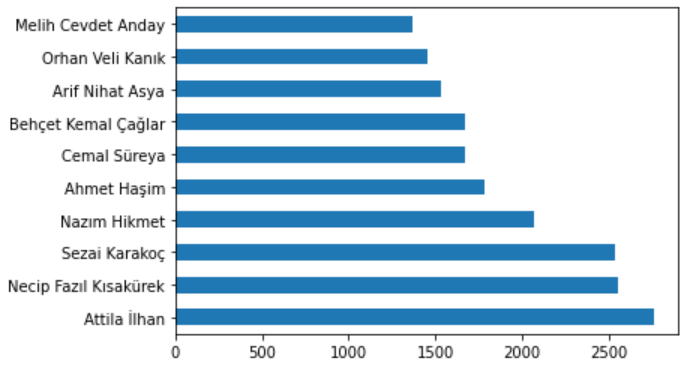 Melih Cevdet Anday
Orhan Veli Kanık
Arif Nihat Asya
Behçet Kemal Çağlar
Cemal Süreya
Ahmet Haşim
Nazım Hikmet
Sezai Karakoç
Necip Fazıl Kısakürek
Attila İlhan
0 500 1000 1500 2000 2500